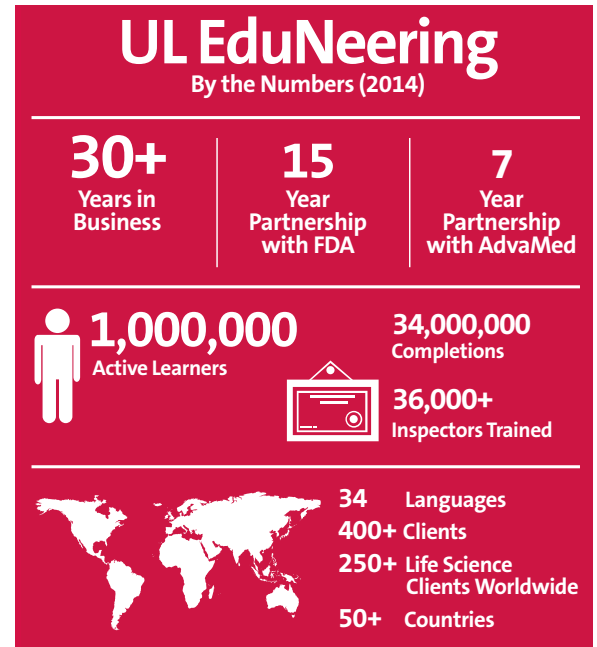 UL EduNeering
By the Numbers (2014)
30+
Years in
Business
15
Year
Partnership
with FDA
7
Year
Partnership
with AdvaMed
1,000,000
Active Learners
34,000,000
Completions
36,000+
Inspectors Trained
34 Languages
400+ Clients
250+ Life Science
Clients Worldwide
50+ Countries